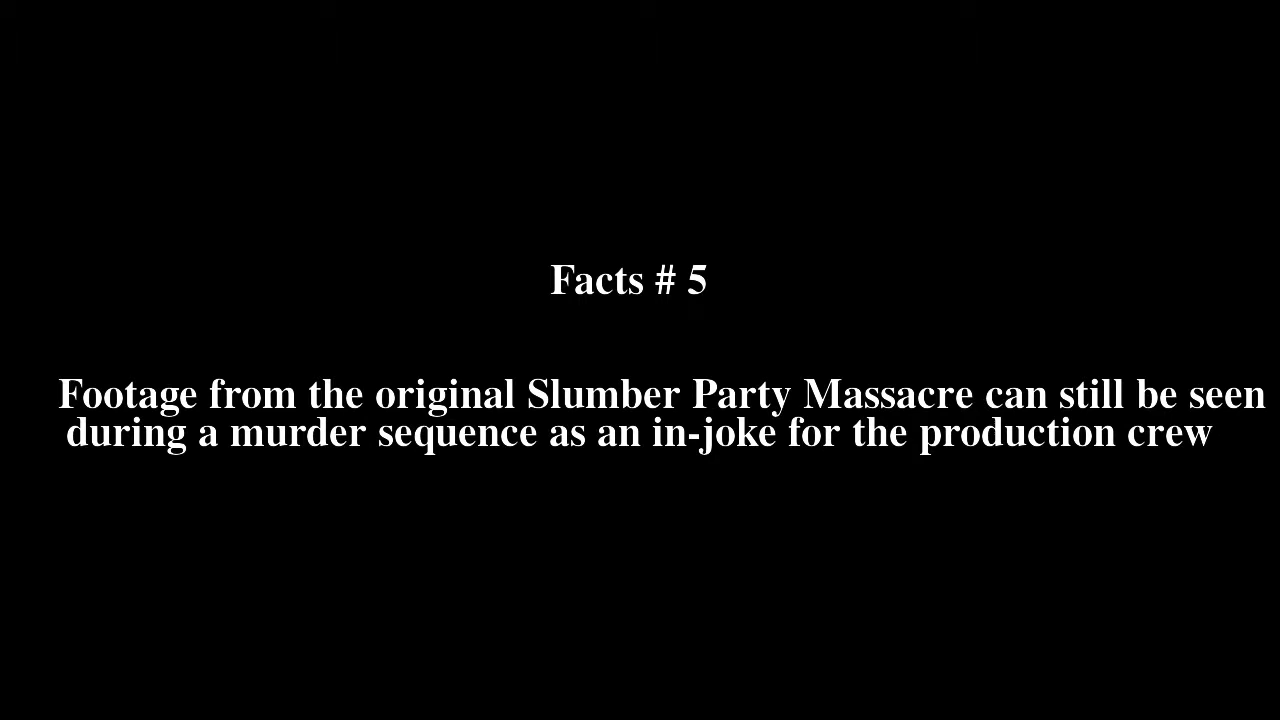 Facts # 5
Footage from the original Slumber Party Massacre can still be seen
during a murder sequence as an in-joke for the production crew